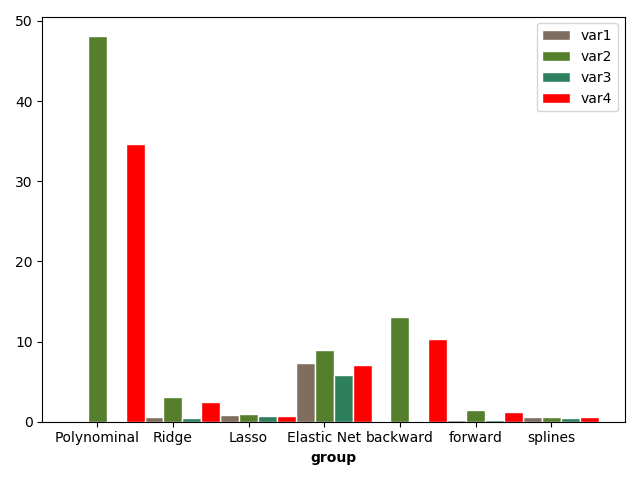 50
40
30
20
10
0
var1
var2
var3
var4
Polynominal Ridge Lasso Elastic Net backward forward splines
group